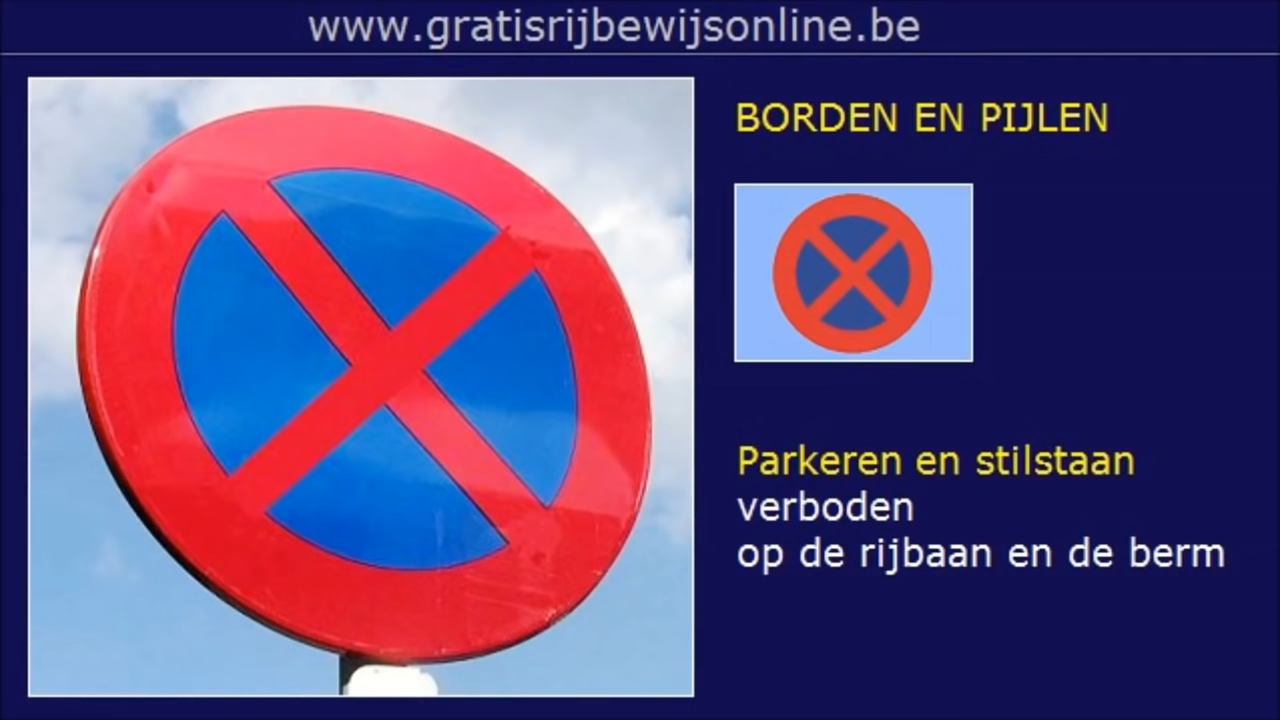 www.gratisrijbewijsonline.be
BORDEN EN PIJLEN
Parkeren en stilstaan
verboden
op de rijbaan en de berm